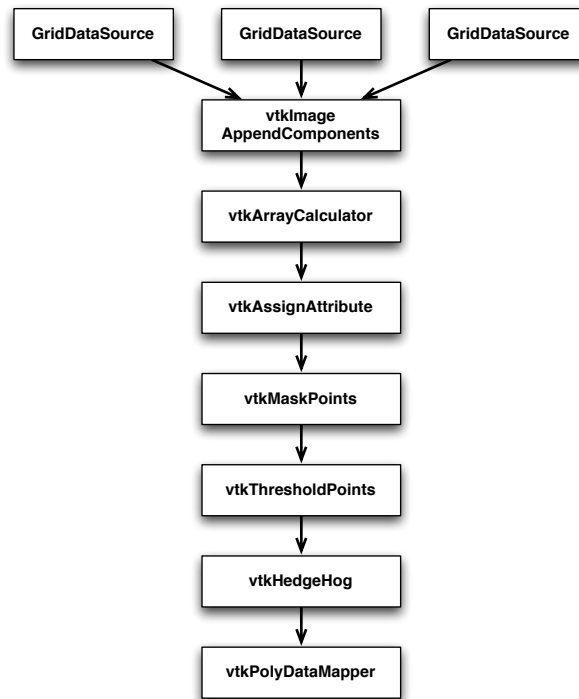 GridDataSource
GridDataSource
GridDataSource
vtkImage
AppendComponents
vtkArrayCalculator
vtkAssignAttribute
vtkMaskPoints
vtkThresholdPoints
vtkHedgeHog
vtkPolyDataMapper